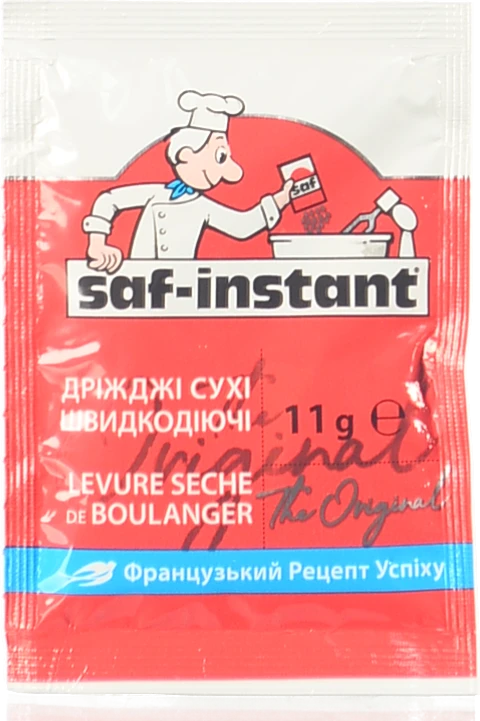 saf
saf-instant
ДРІЖДЖІ СУХІ
ШВИДКОДІЮЧІ
11g ℮
Original
LEVURE SECHE
DE BOULANGER
The Original
Французький Рецепт Успіху